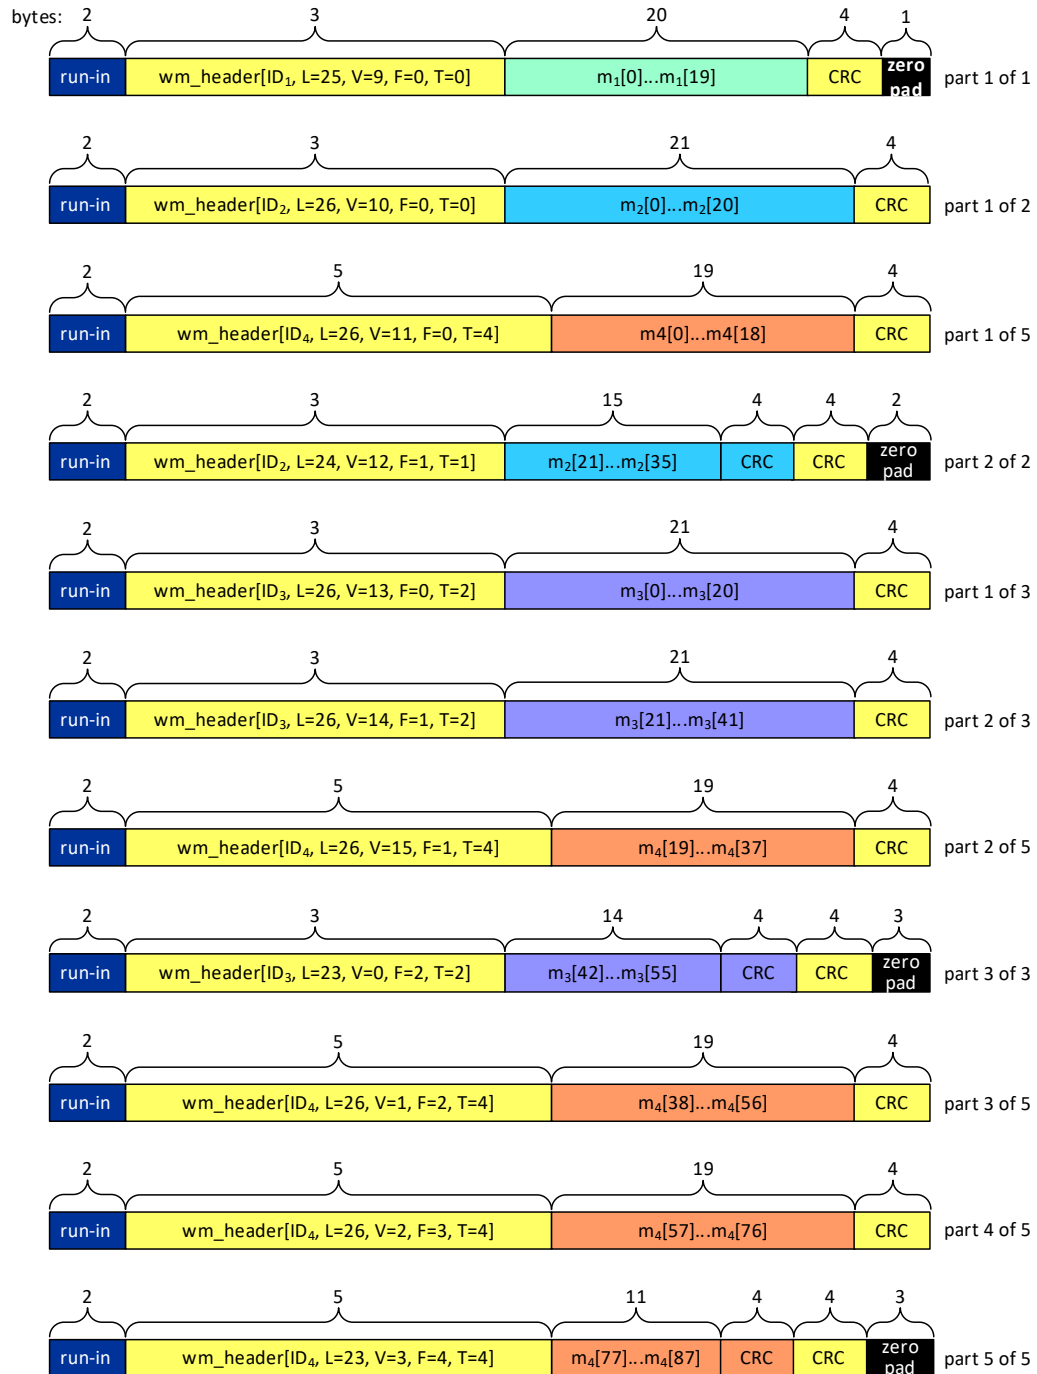 bytes: 2 3 20 4 1
run-in wm_header[ID₁, L=25, V=9, F=0, T=0] m₁[0]...m₁[19] CRC zero pad part 1 of 1
2 3 21 4
run-in wm_header[ID₂, L=26, V=10, F=0, T=0] m₂[0]...m₂[20] CRC part 1 of 2
2 5 19 4
run-in wm_header[ID₄, L=26, V=11, F=0, T=4] m4[0]...m4[18] CRC part 1 of 5
2 3 15 4 4 2
run-in wm_header[ID₂, L=24, V=12, F=1, T=1] m₂[21]...m₂[35] CRC CRC zero pad part 2 of 2
2 3 21 4
run-in wm_header[ID₃, L=26, V=13, F=0, T=2] m₃[0]...m₃[20] CRC part 1 of 3
2 3 21 4
run-in wm_header[ID₃, L=26, V=14, F=1, T=2] m₃[21]...m₃[41] CRC part 2 of 3
2 5 19 4
run-in wm_header[ID₄, L=26, V=15, F=1, T=4] m₄[19]...m₄[37] CRC part 2 of 5
2 3 14 4 4 3
run-in wm_header[ID₃, L=23, V=0, F=2, T=2] m₃[42]...m₃[55] CRC CRC zero pad part 3 of 3
2 5 19 4
run-in wm_header[ID₄, L=26, V=1, F=2, T=4] m₄[38]...m₄[56] CRC part 3 of 5
2 5 19 4
run-in wm_header[ID₄, L=26, V=2, F=3, T=4] m₄[57]...m₄[76] CRC part 4 of 5
2 5 11 4 4 3
run-in wm_header[ID₄, L=23, V=3, F=4, T=4] m₄[77]...m₄[87] CRC CRC zero pad part 5 of 5